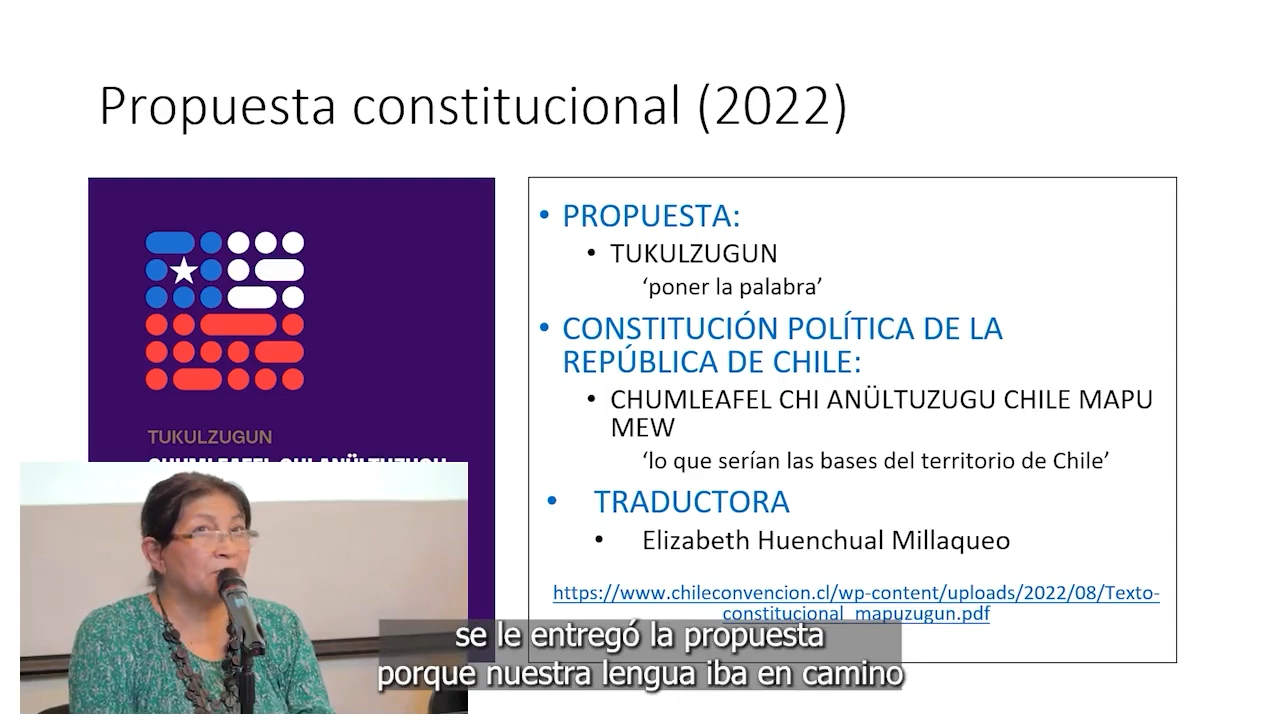 Propuesta constitucional (2022)
TUKULZUGUN
• PROPUESTA:
• TUKULZUGUN
‘poner la palabra’
• CONSTITUCIÓN POLÍTICA DE LA
REPÚBLICA DE CHILE:
• CHUMLEAFEL CHI ANÜLTUZUGU CHILE MAPU
MEW
‘lo que serían las bases del territorio de Chile’
• TRADUCTORA
• Elizabeth Huenchual Millaqueo
https://www.chileconvencion.cl/wp-content/uploads/2022/08/Texto-
constitucional_mapuzugun.pdf
se le entregó la propuesta
porque nuestra lengua iba en camino